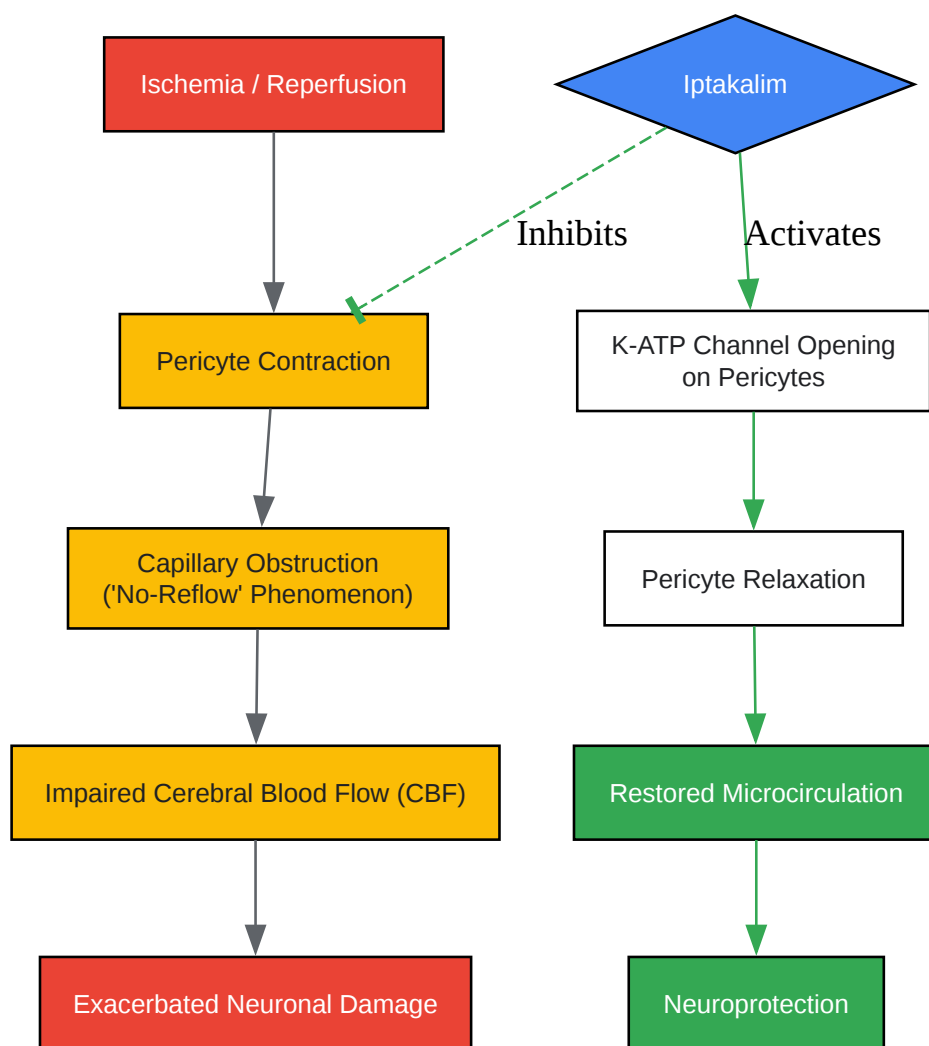 Ischemia / Reperfusion
Iptakalim
Inhibits
Activates
Pericyte Contraction
K-ATP Channel Opening
on Pericytes
Capillary Obstruction
('No-Reflow' Phenomenon)
Pericyte Relaxation
Impaired Cerebral Blood Flow (CBF)
Restored Microcirculation
Exacerbated Neuronal Damage
Neuroprotection